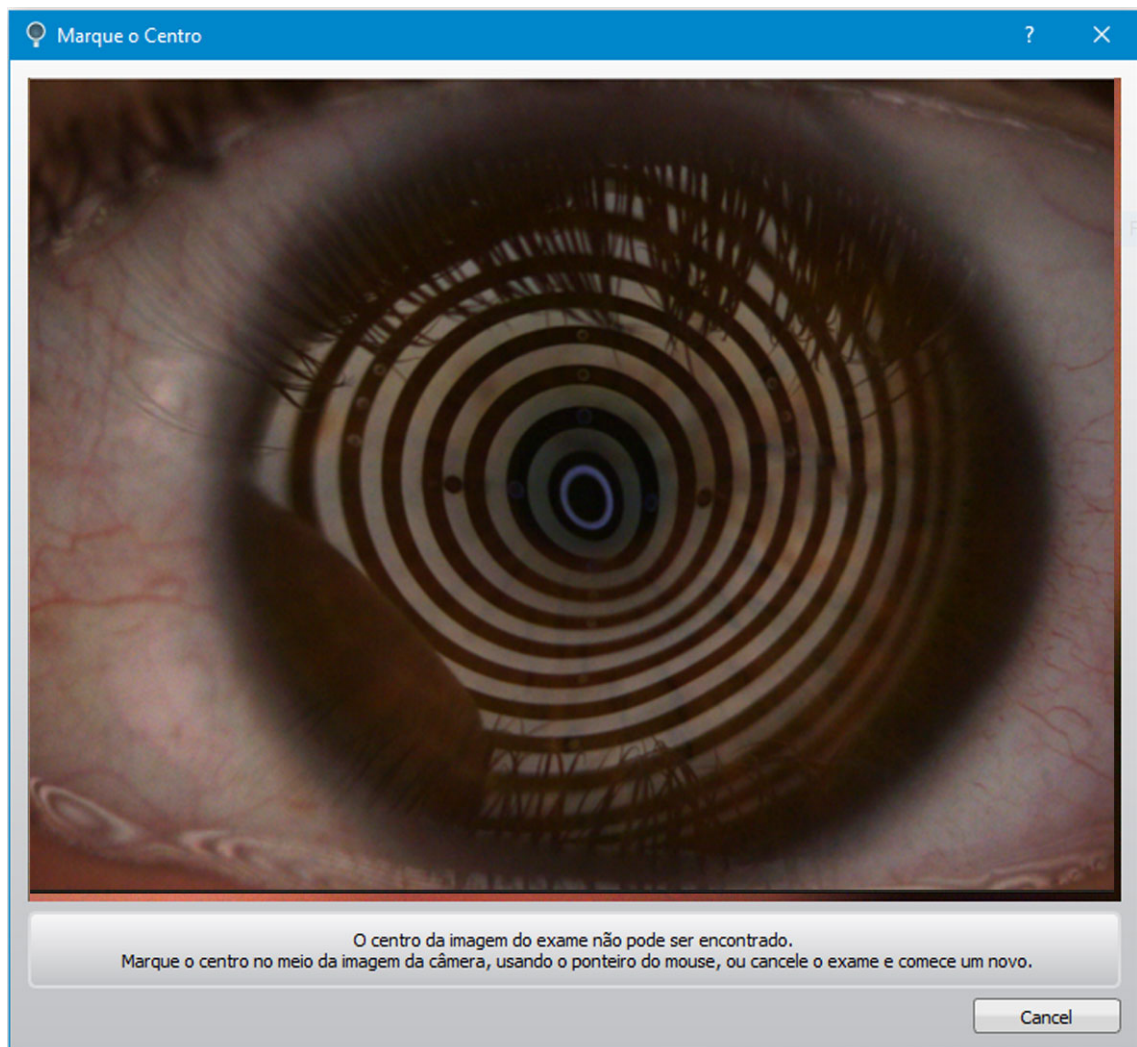 Marque o Centro
O centro da imagem do exame não pode ser encontrado.
Marque o centro no meio da imagem da câmera, usando o ponteiro do mouse, ou cancele o exame e comece um novo.
Cancel